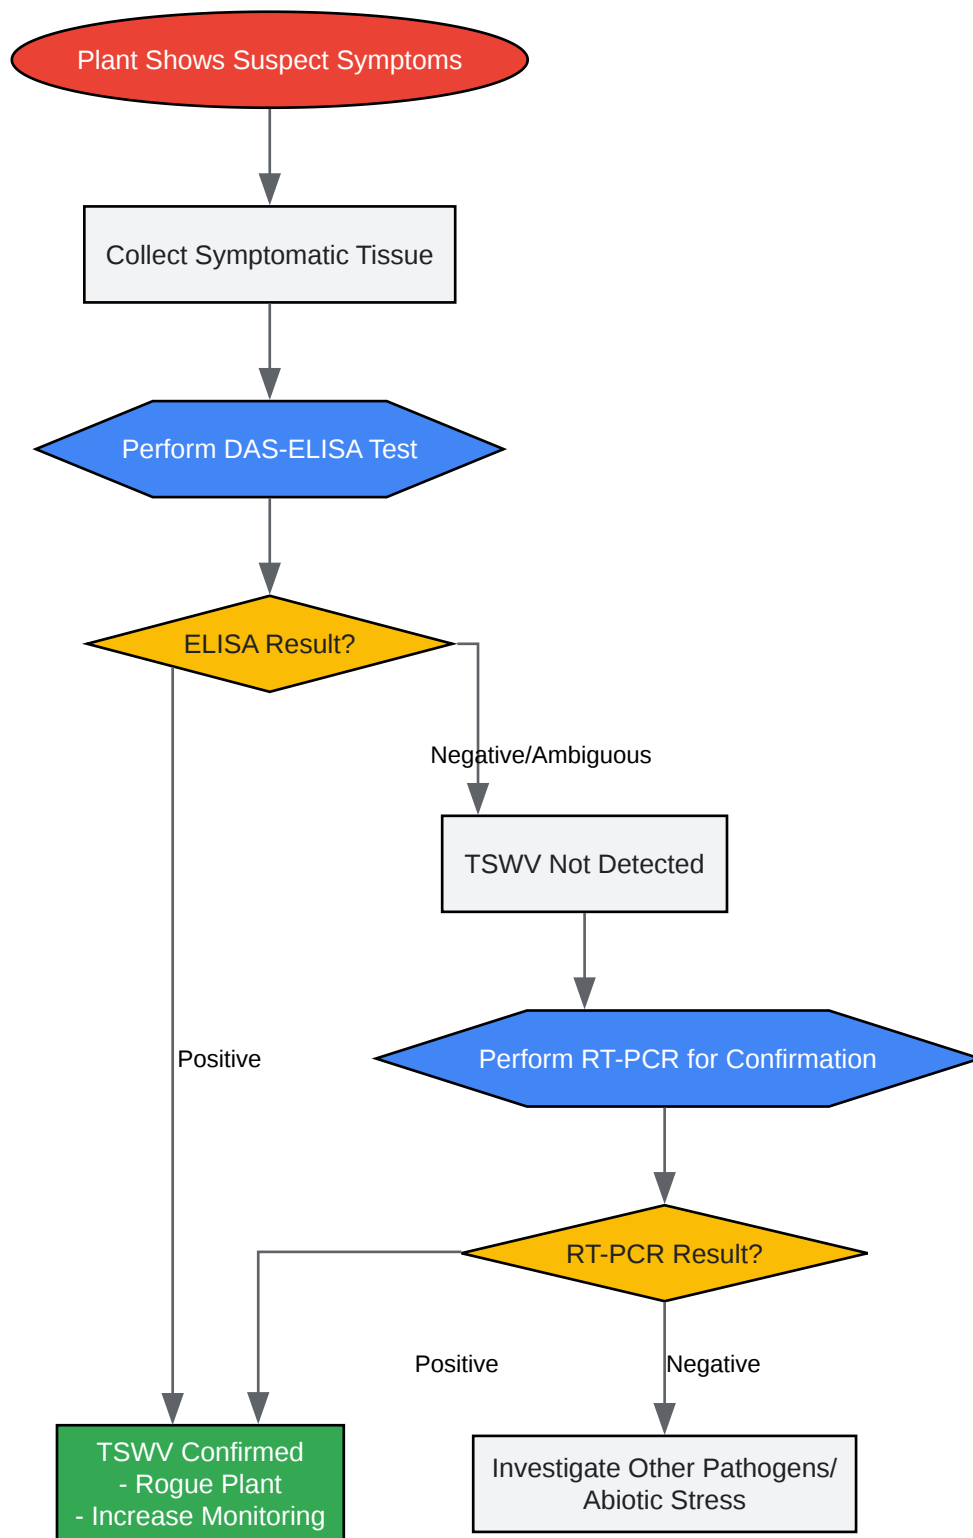 Plant Shows Suspect Symptoms
Collect Symptomatic Tissue
Perform DAS-ELISA Test
ELISA Result?
Negative/Ambiguous
TSWV Not Detected
Positive
Perform RT-PCR for Confirmation
RT-PCR Result?
Positive
Negative
TSWV Confirmed
- Rogue Plant
- Increase Monitoring
Investigate Other Pathogens/
Abiotic Stress